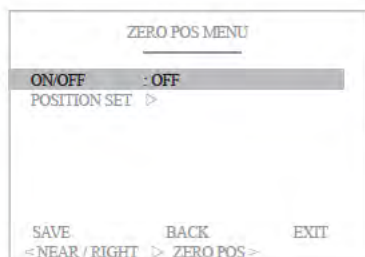 ZERO POS MENU
ON/OFF : OFF
POSITION SET ▷
SAVE BACK EXIT
< NEAR / RIGHT ▷ ZERO POS >